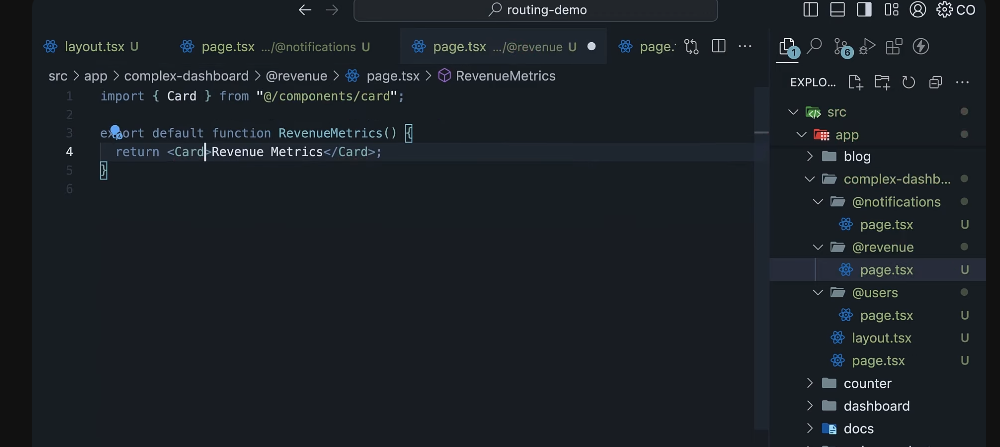 routing-demo
CO
layout.tsx U
page.tsx .../@notifications U
page.tsx .../@revenue U
page.
src > app > complex-dashboard > @revenue > page.tsx > RevenueMetrics
EXPLO...
1 import { Card } from "@/components/card";
2
3 export default function RevenueMetrics() {
4 return <Card>Revenue Metrics</Card>;
5 }
6
1
6
src
app
blog
complex-dashb...
@notifications
page.tsx U
@revenue
page.tsx U
@users
page.tsx U
layout.tsx U
page.tsx U
counter
dashboard
docs